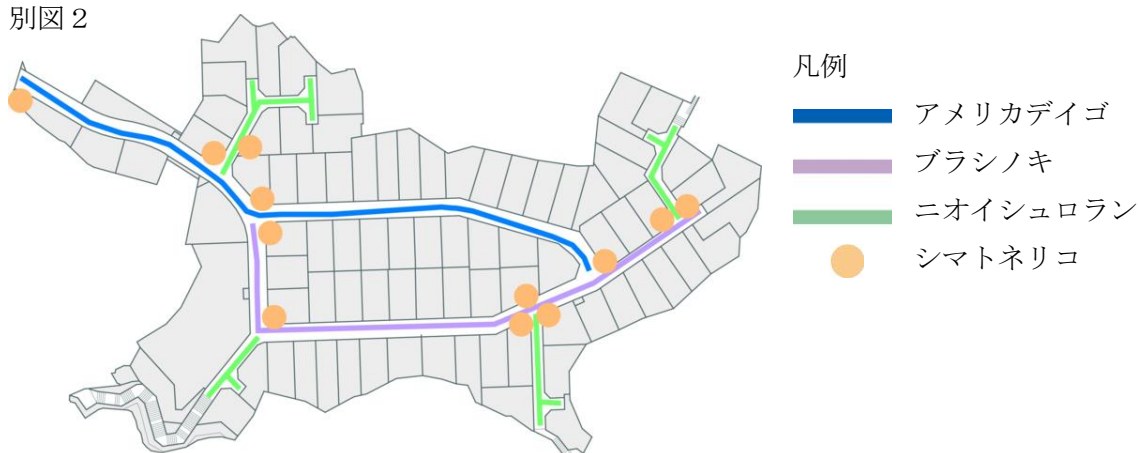 別図２
凡例
アメリカデイゴ
ブラシノキ
ニオイシュロラン
シマトネリコ